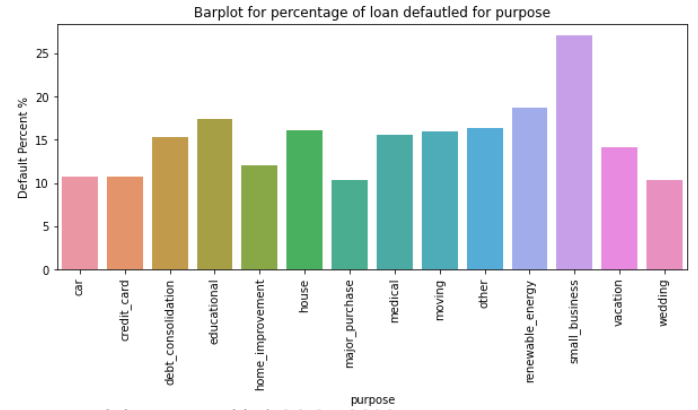 Barplot for percentage of loan defautled for purpose
Default Percent %
25
20
15
10
5
0
car
credit_card
debt_consolidation
educational
home_improvement
house
major_purchase
medical
moving
other
renewable_energy
small_business
vacation
wedding
purpose